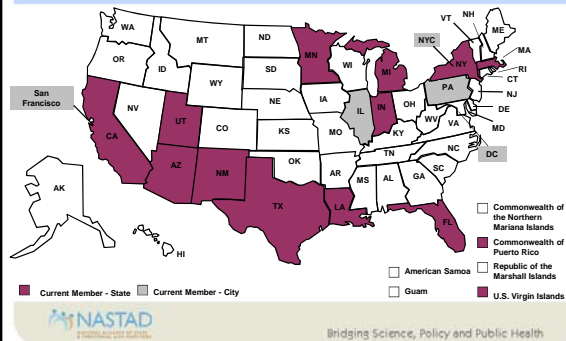 WA
MT
ND
MN
VT
NH
ME
NYC
OR
ID
SD
WI
MI
NY
MA
RI
CT
WY
IA
PA
NJ
San
Francisco
NV
NE
IL
IN
OH
DE
UT
CO
WV
VA
MD
CA
KS
MO
KY
DC
AZ
NM
OK
AR
TN
NC
SC
MS
AL
GA
TX
LA
FL
AK
HI
Commonwealth of
the Northern
Mariana Islands
Commonwealth of
Puerto Rico
American Samoa
Republic of the
Marshall Islands
Guam
U.S. Virgin Islands
Current Member - State
Current Member - City
NASTAD
Bridging Science, Policy and Public Health